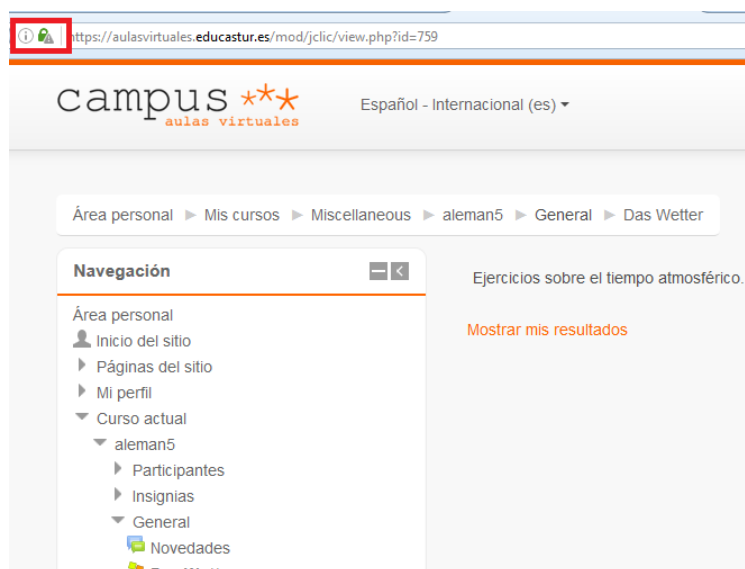 https://aulasvirtuales.educastur.es/mod/jclic/view.php?id=759
campus
aulas virtuales
Español - Internacional (es)
Área personal ▶ Mis cursos ▶ Miscellaneous ▶ aleman5 ▶ General ▶ Das Wetter
Navegación
Ejercicios sobre el tiempo atmosférico.
Área personal
Mostrar mis resultados
Inicio del sitio
Páginas del sitio
Mi perfil
Curso actual
aleman5
Participantes
Insignias
General
Novedades